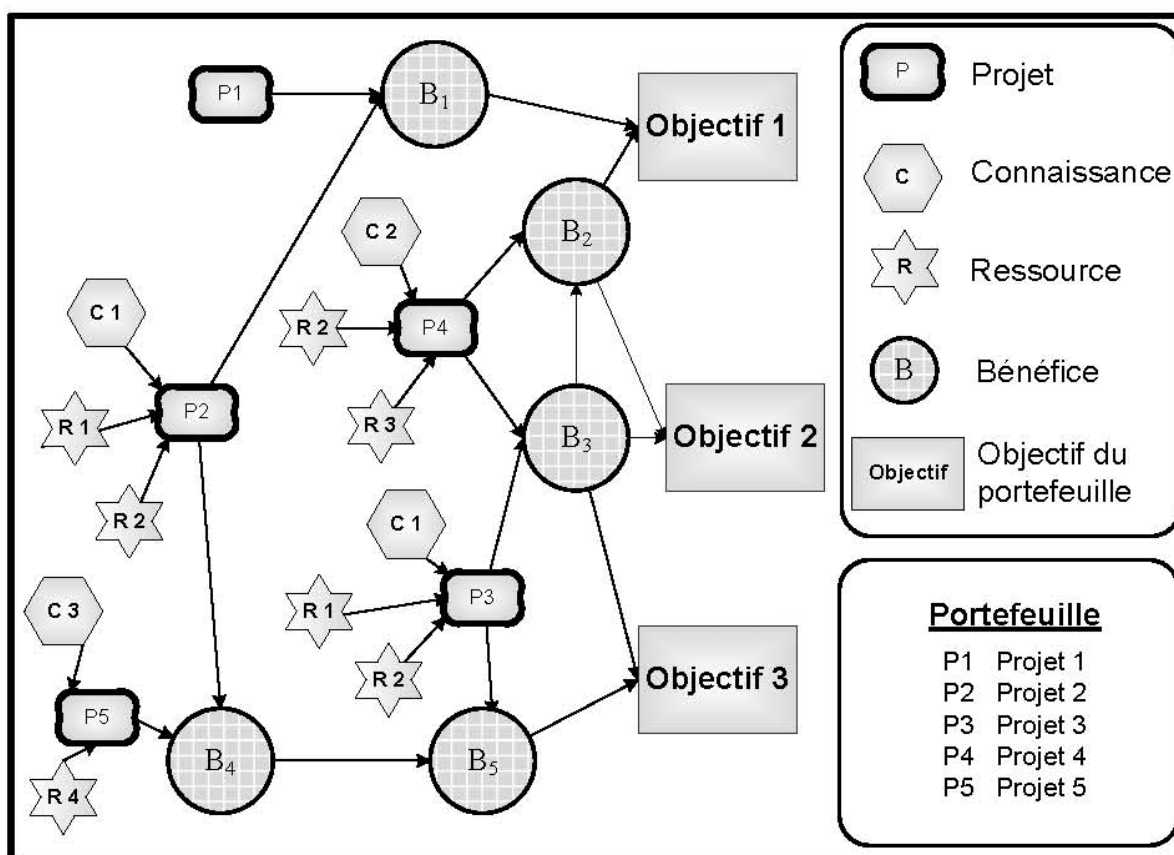 P1
B1
Objectif 1
B2
C 2
R 2
P4
R 3
C 1
P2
R 1
R 2
B3
Objectif 2
C 1
R 1
P3
R 2
C 3
P5
R 4
B4
B5
Objectif 3
P Projet
C Connaissance
R Ressource
B Bénéfice
Objectif
Objectif du
portefeuille
Portefeuille
P1 Projet 1
P2 Projet 2
P3 Projet 3
P4 Projet 4
P5 Projet 5